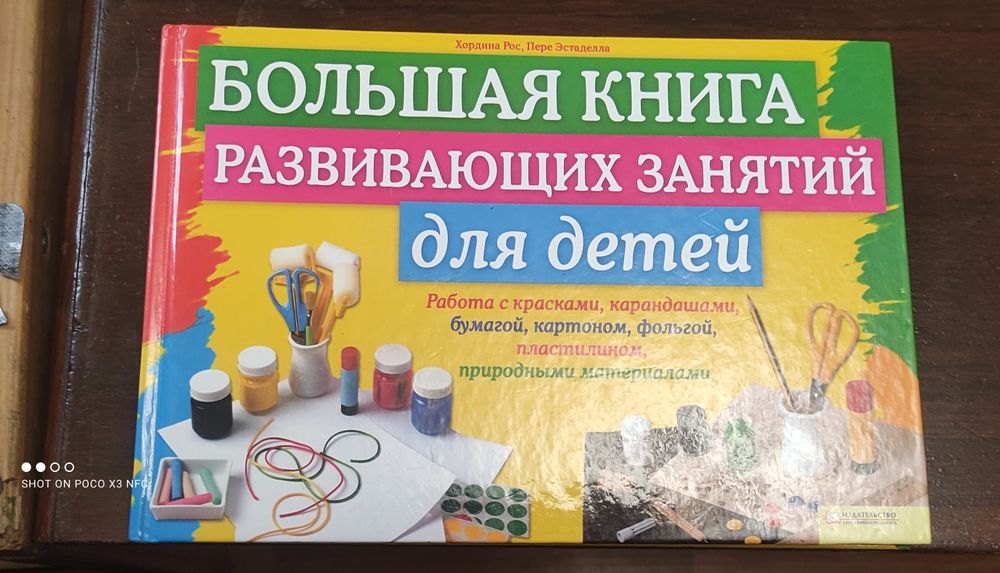 Хордина Рос, Пере Эстаделла
БОЛЬШАЯ КНИГА
РАЗВИВАЮЩИХ ЗАНЯТИЙ
для детей
Работа с красками, карандашами,
бумагой, картоном, фольгой,
пластилином,
природными материалами
SHOT ON POCO X3 NFC
ИЗДАТЕЛЬСТВО